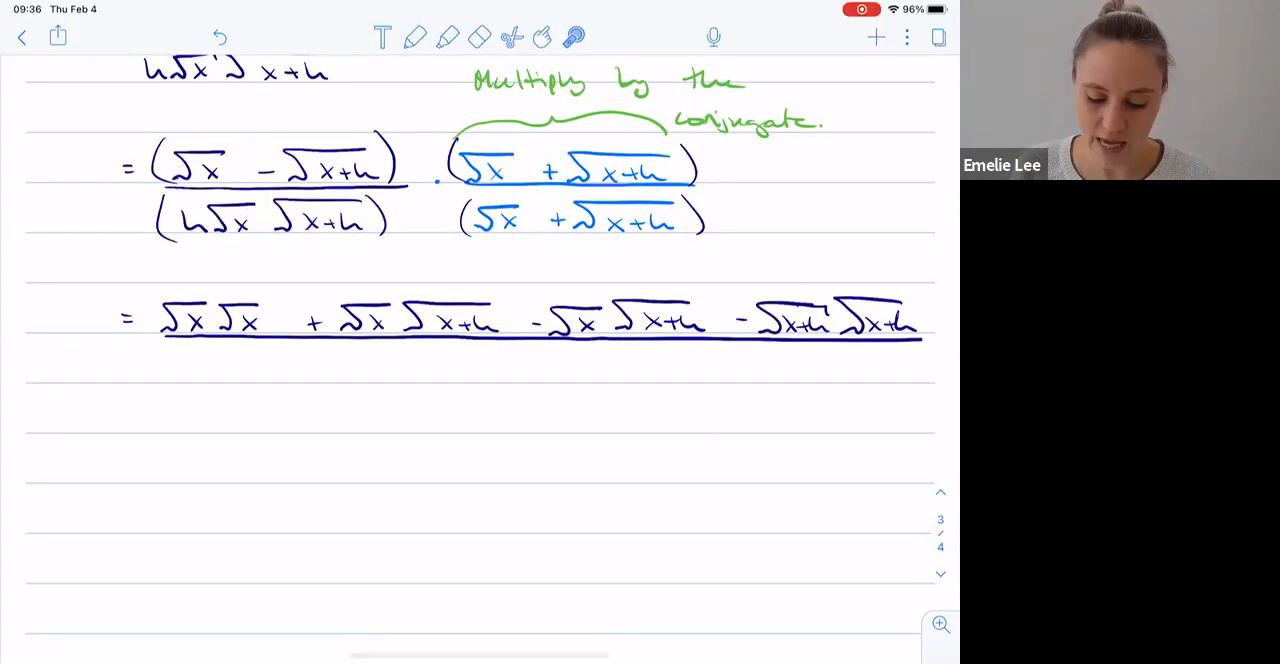 09:36 Thu Feb 4
96%
h√x √x+h
Multiply by the
conjugate.
= (√x - √x+h) · (√x + √x+h)
(h√x √x+h) (√x + √x+h)
= √x √x + √x √x+h - √x √x+h - √x+h √x+h
Emelie Lee
3
/
4